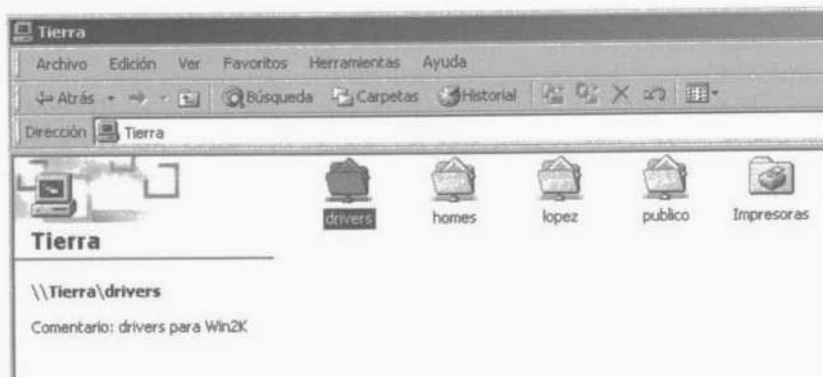 Tierra
Archivo Edición Ver Favoritos Herramientas Ayuda
Atrás Búsqueda Carpetas Historial
Dirección Tierra
drivers homes lopez publico Impresoras
Tierra
\\Tierra\drivers
Comentario: drivers para Win2K